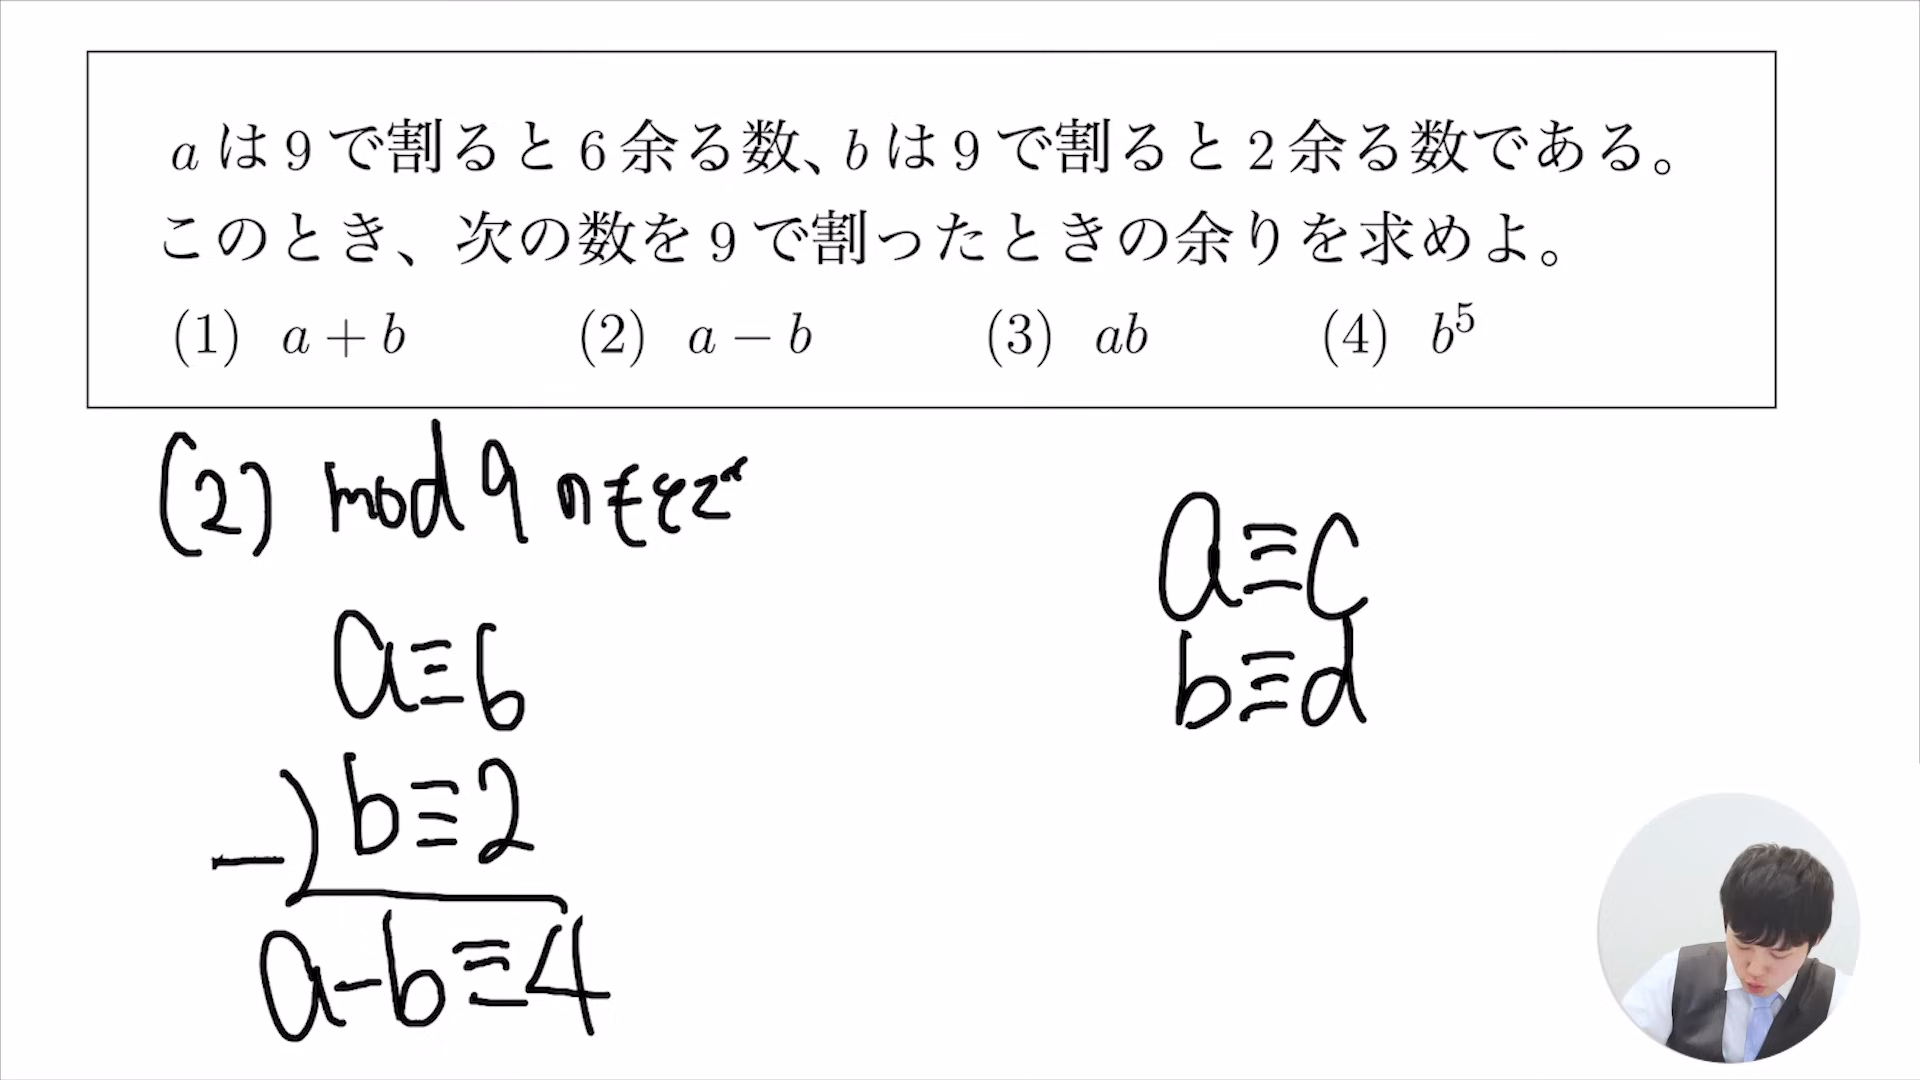 aは9で割ると6余る数、bは9で割ると2余る数である。
このとき、次の数を9で割ったときの余りを求めよ。
(1) a + b (2) a − b (3) ab (4) b⁵
(2) mod 9 のもとで
a≡6
−) b≡2
a-b≡4
a≡c
b≡d